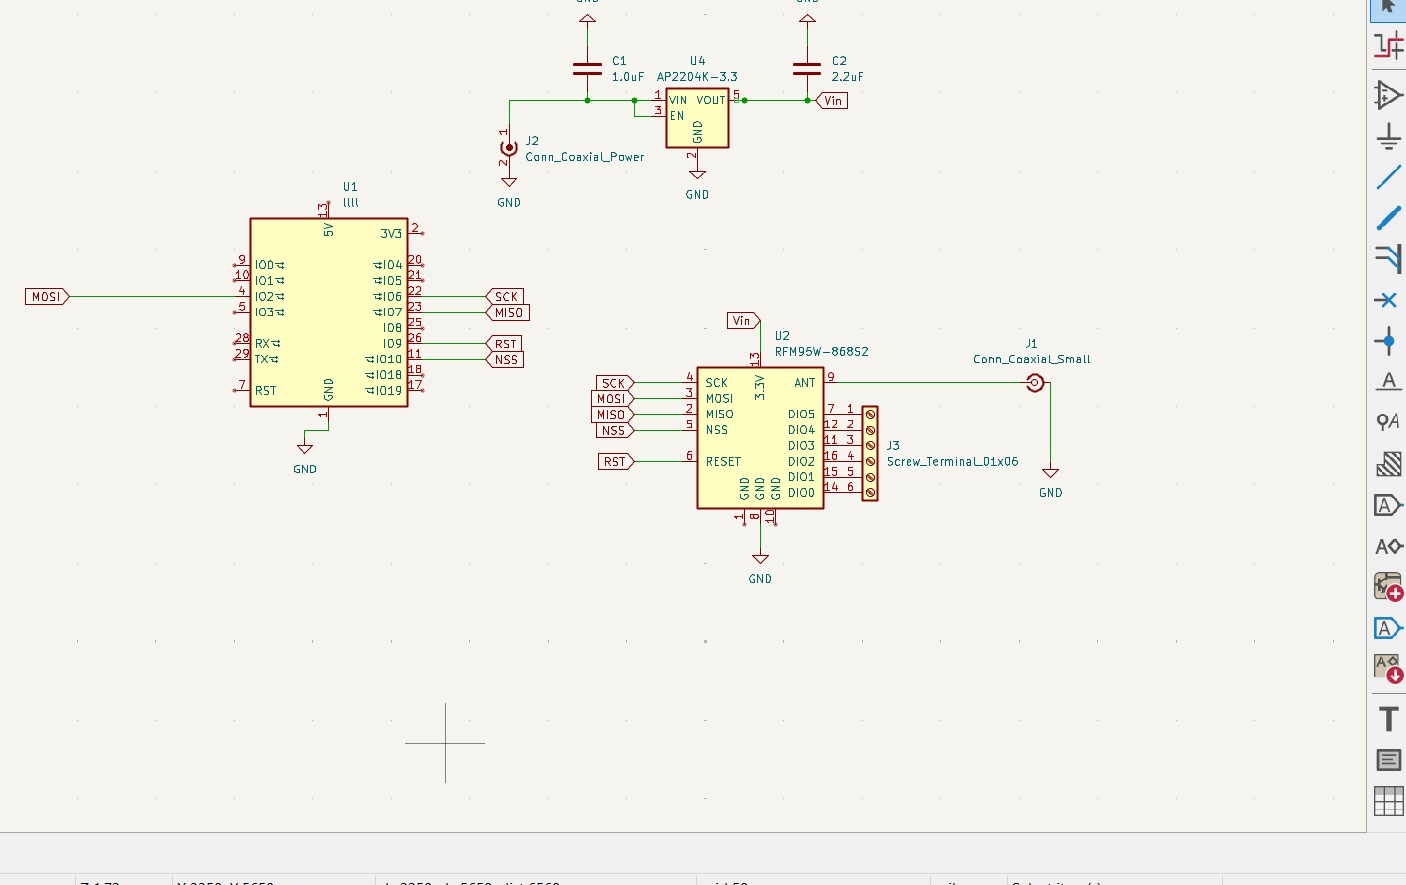 C1
1.0uF
U4
AP2204K-3.3
C2
2.2uF
1
VIN
VOUT
5
Vin
3
EN
GND
2
GND
1
J2
Conn_Coaxial_Power
2
GND
U1
llll
13
5V
3V3
2
9
IO0
IO4
20
10
IO1
IO5
21
MOSI
4
IO2
IO6
22
SCK
5
IO3
IO7
23
MISO
IO8
25
28
RX
IO9
26
RST
29
TX
IO10
11
NSS
IO18
18
7
RST
GND
IO19
17
1
GND
Vin
U2
RFM95W-868S2
J1
Conn_Coaxial_Small
13
3.3V
SCK
4
SCK
ANT
9
MOSI
3
MOSI
MISO
2
MISO
DIO5
7
1
NSS
5
NSS
DIO4
12
2
DIO3
11
3
J3
RST
6
RESET
DIO2
16
4
Screw_Terminal_01x06
DIO1
15
5
GND
GND
GND
DIO0
14
6
1
8
10
GND
GND
A
A
A
A
A
A
T